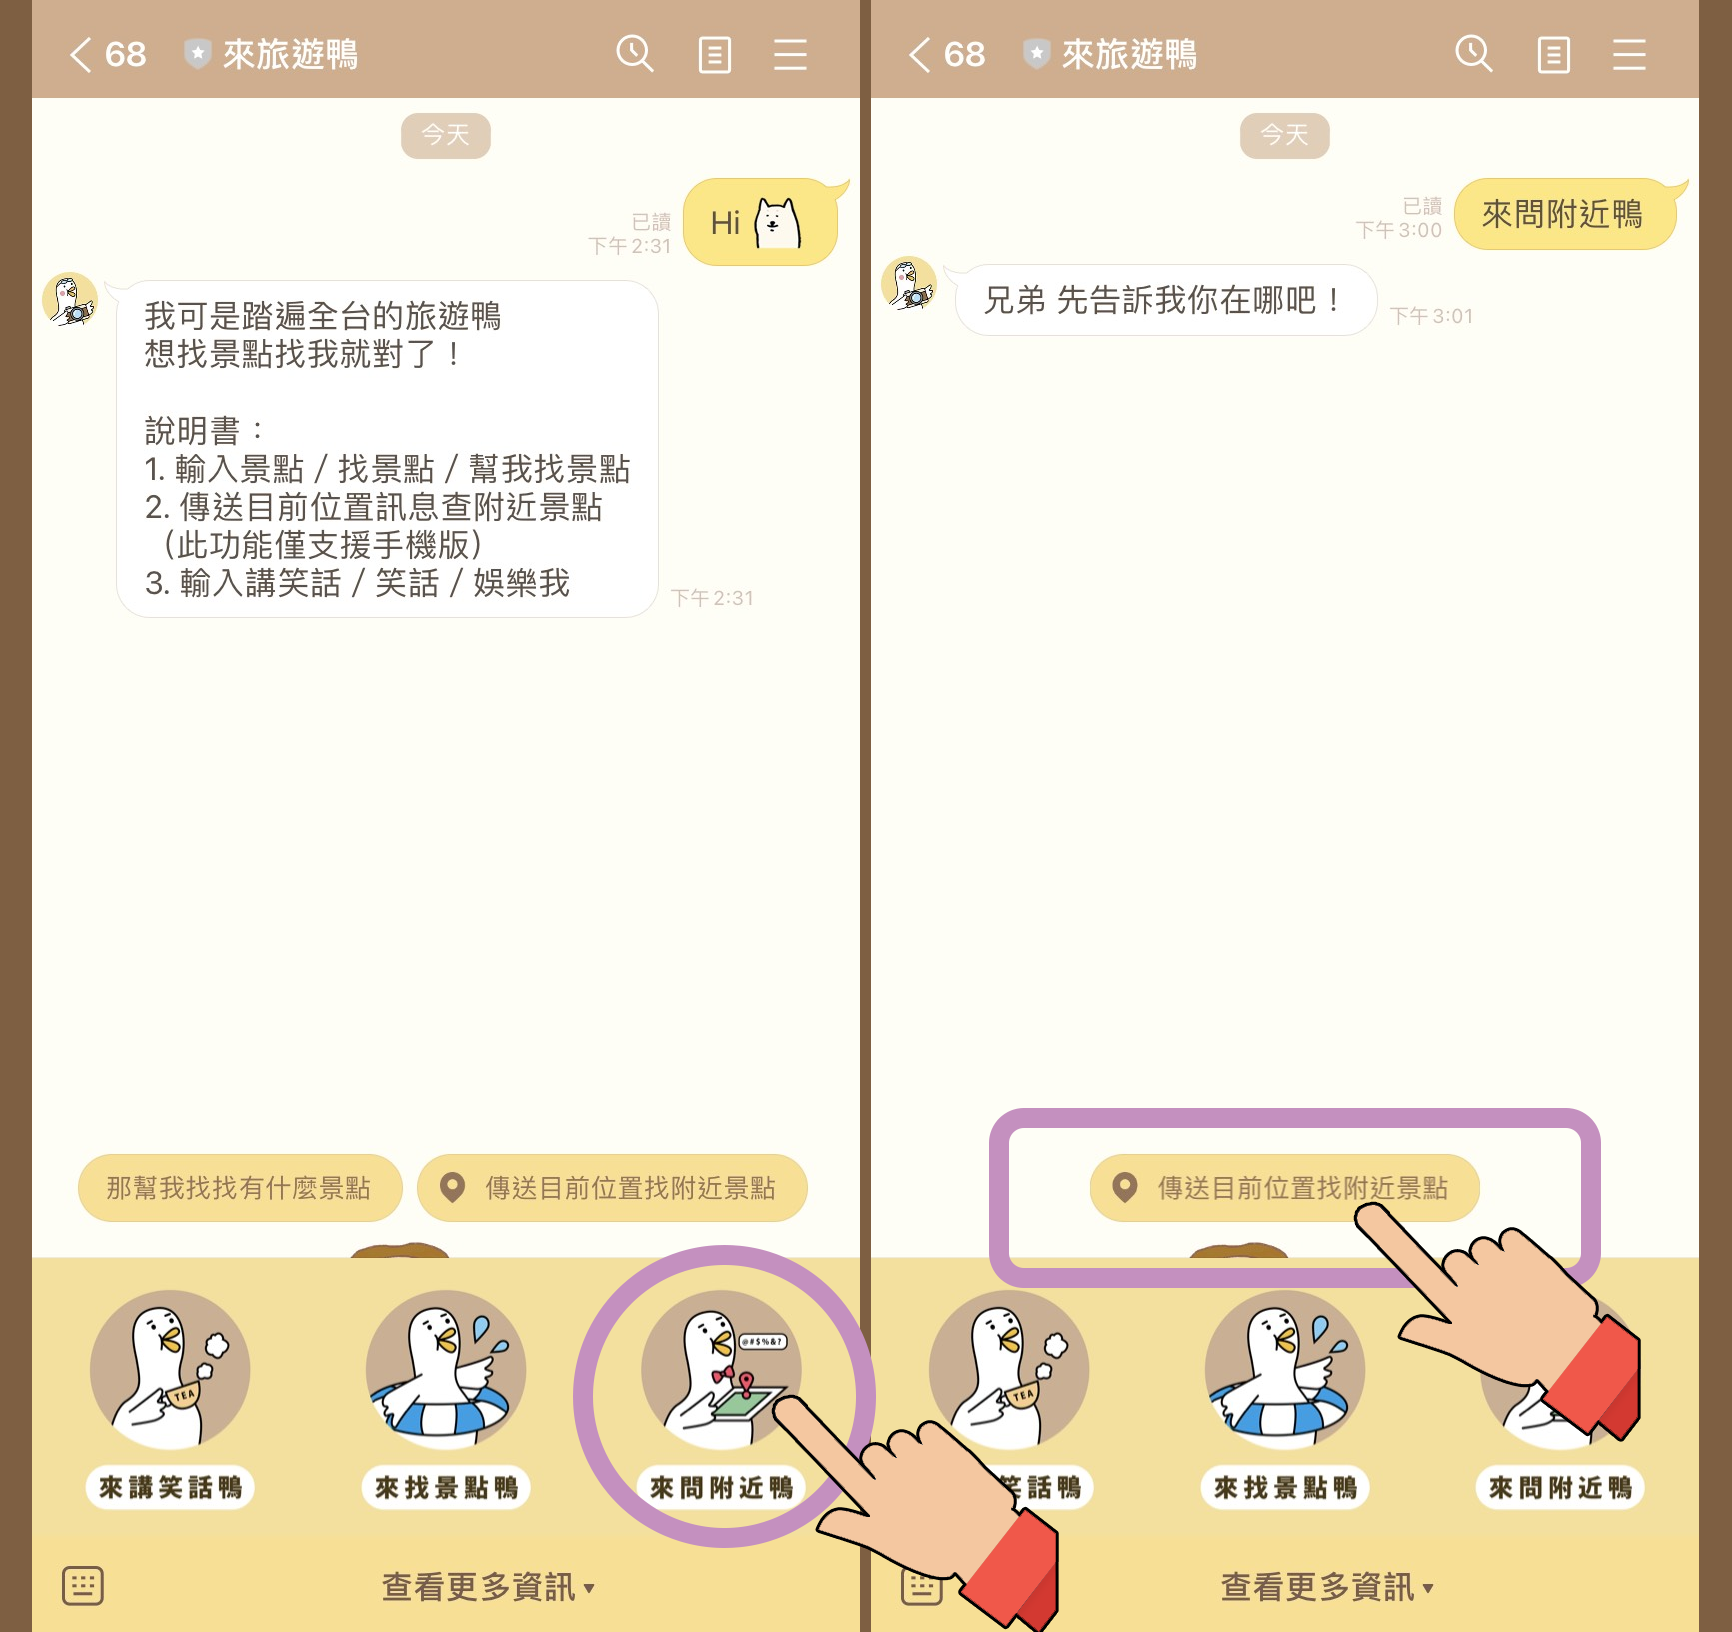 68 來旅遊鴨
今天
Hi
已讀
下午 2:31
我可是踏遍全台的旅遊鴨
想找景點找我就對了！
說明書：
1. 輸入景點 / 找景點 / 幫我找景點
2. 傳送目前位置訊息查附近景點
（此功能僅支援手機版）
3. 輸入講笑話 / 笑話 / 娛樂我
下午 2:31
那幫我找找有什麼景點
傳送目前位置找附近景點
TEA
@#$%&?
來講笑話鴨
來找景點鴨
來問附近鴨
查看更多資訊▾
68 來旅遊鴨
今天
來問附近鴨
已讀
下午 3:00
兄弟 先告訴我你在哪吧！
下午 3:01
傳送目前位置找附近景點
TEA
笑話鴨
來找景點鴨
來問附近鴨
查看更多資訊▾